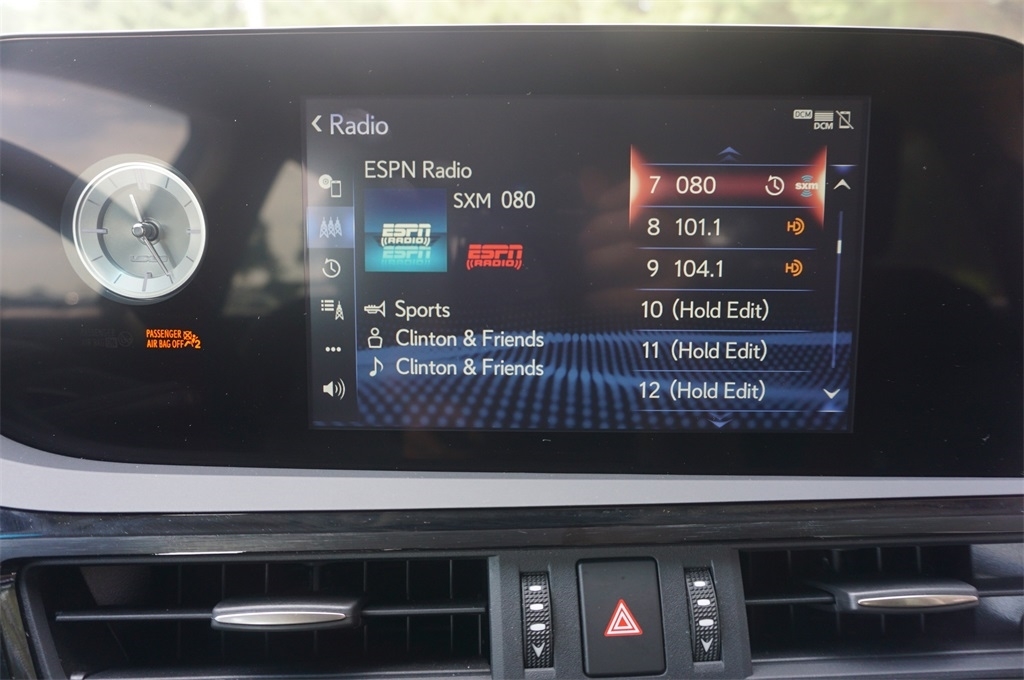 Radio
DCM
DCM
ESPN Radio
SXM 080
ESPN
RADIO
ESPN
RADIO
Sports
Clinton & Friends
Clinton & Friends
7 080
sxm
8 101.1 HD
9 104.1 HD
10 (Hold Edit)
11 (Hold Edit)
12 (Hold Edit)
PASSENGER
AIR BAG OFF 2